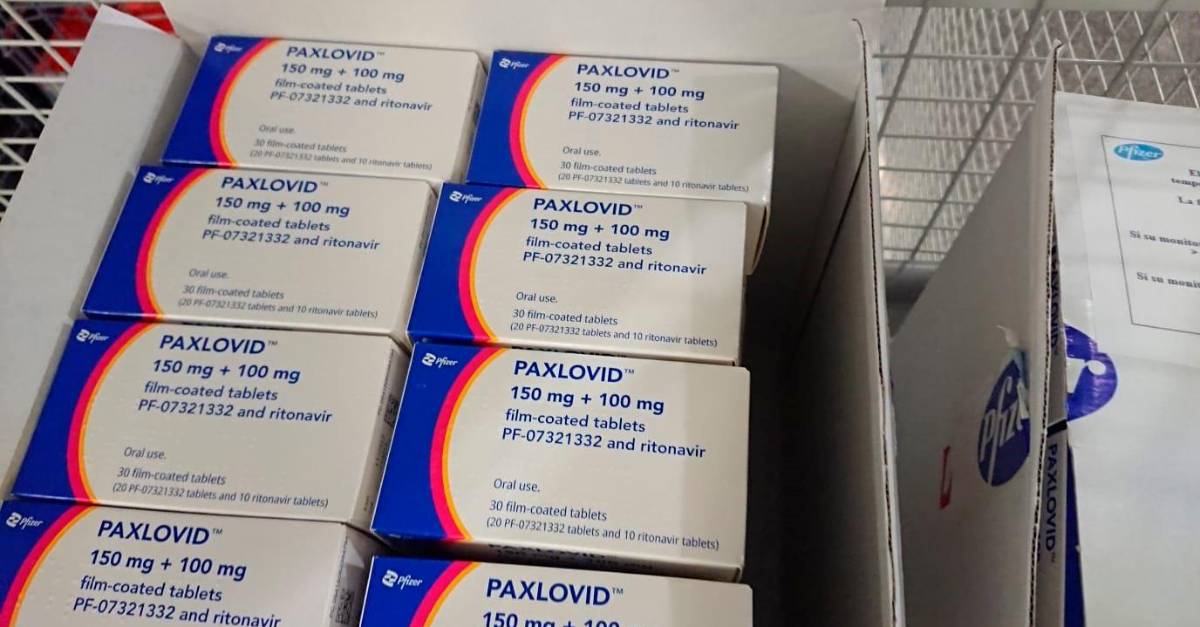 Pfizer
PAXLOVID™
150 mg + 100 mg
film-coated tablets
PF-07321332 and ritonavir
Oral use.
30 film-coated tablets
(20 PF-07321332 tablets and 10 ritonavir tablets)
Pfizer
PAXLOVID™
150 mg + 100 mg
film-coated tablets
PF-07321332 and ritonavir
Oral use.
30 film-coated tablets
(20 PF-07321332 tablets and 10 ritonavir tablets)
Pfizer
PAXLOVID™
150 mg + 100 mg
film-coated tablets
PF-07321332 and ritonavir
Oral use.
30 film-coated tablets
(20 PF-07321332 tablets and 10 ritonavir tablets)
Pfizer
PAXLOVID™
150 mg + 100 mg
film-coated tablets
PF-07321332 and ritonavir
Oral use.
30 film-coated tablets
(20 PF-07321332 tablets and 10 ritonavir tablets)
Pfizer
PAXLOVID™
150 mg + 100 mg
film-coated tablets
PF-07321332 and ritonavir
Oral use.
30 film-coated tablets
(20 PF-07321332 tablets and 10 ritonavir tablets)
Pfizer
PAXLOVID™
150 mg + 100 mg
film-coated tablets
PF-07321332 and ritonavir
Oral use.
30 film-coated tablets
(20 PF-07321332 tablets and 10 ritonavir tablets)
Pfizer
PAXLOVID™
150 mg + 100 mg
film-coated tablets
PF-07321332 and ritonavir
Pfizer
PAXLOVID™
150 mg + 100
Pfizer
El
La
Si su
>
Si su
PAXLOVID
Pfiz
PAXLOVID™